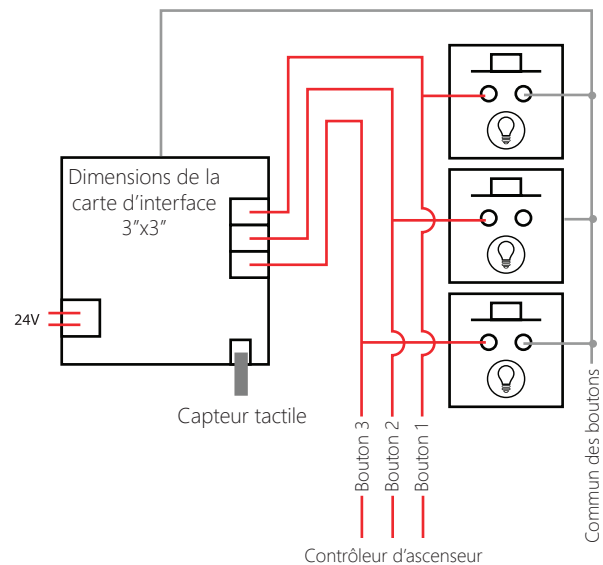 Dimensions de la
carte d’interface
3”x3”
24V
Capteur tactile
Bouton 3
Bouton 2
Bouton 1
Commun des boutons
Contrôleur d’ascenseur